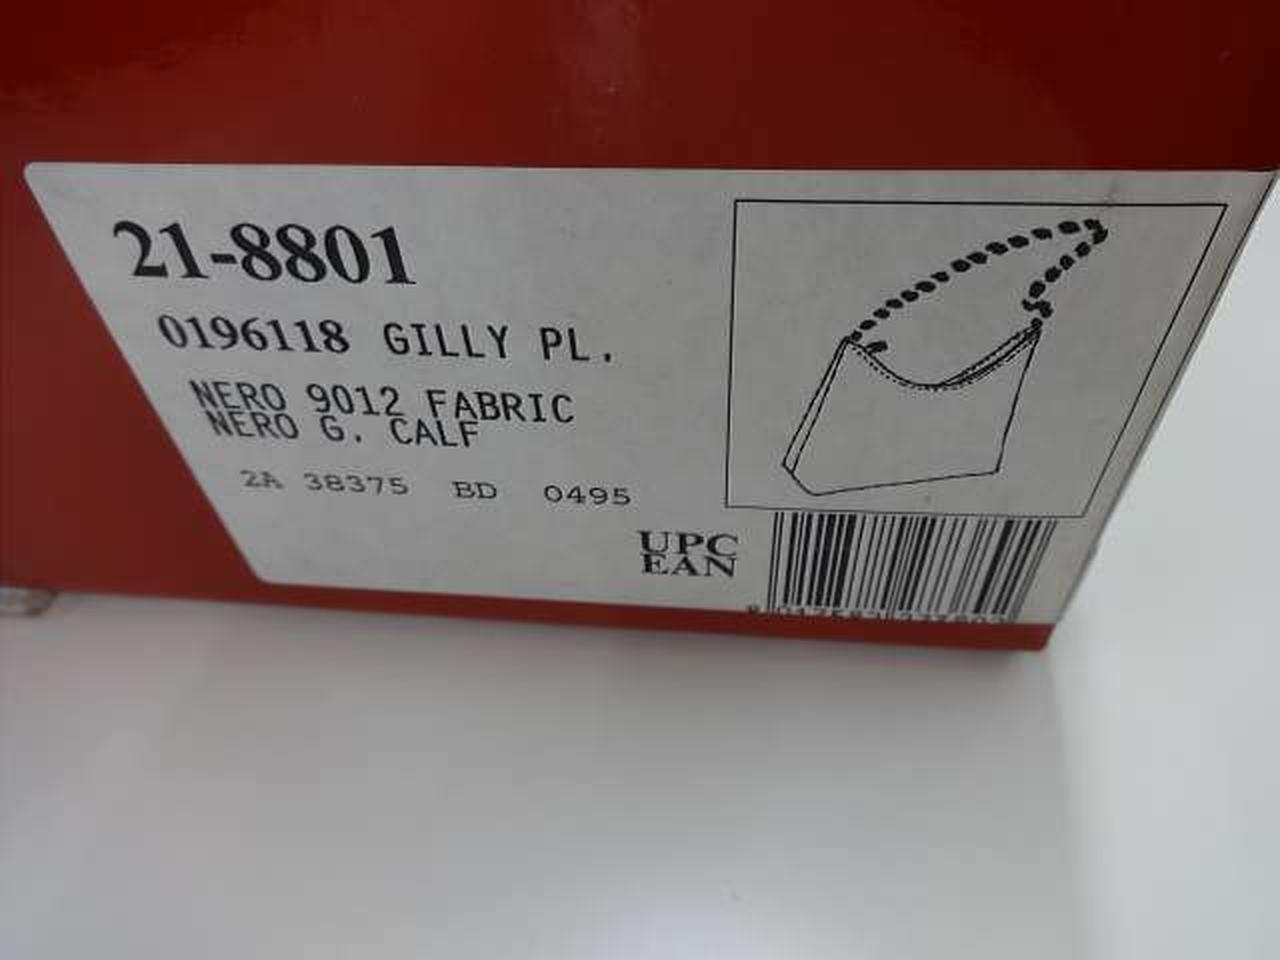 21-8801
0196118 GILLY PL.
NERO 9012 FABRIC
NERO G. CALF
2A 38375 BD 0495
UPC
EAN